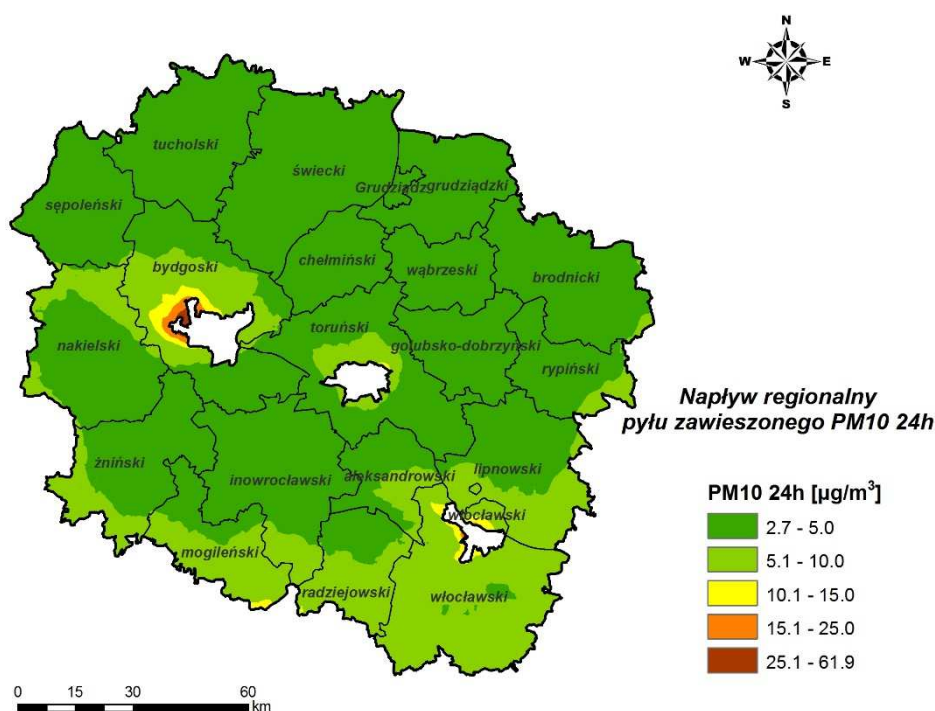 N
W E
S
tucholski
świecki
Grudziądz
grudziądzki
sępoleński
bydgoski
chełmiński
wąbrzeski
brodnicki
toruński
nakielski
golubsko-dobrzyński
rypiński
Napływ regionalny
pyłu zawieszonego PM10 24h
żniński
inowrocławski
aleksandrowski
lipnowski
włocławski
mogileński
radziejowski
włocławski
PM10 24h [µg/m³]
2.7 - 5.0
5.1 - 10.0
10.1 - 15.0
15.1 - 25.0
25.1 - 61.9
0 15 30 60
km